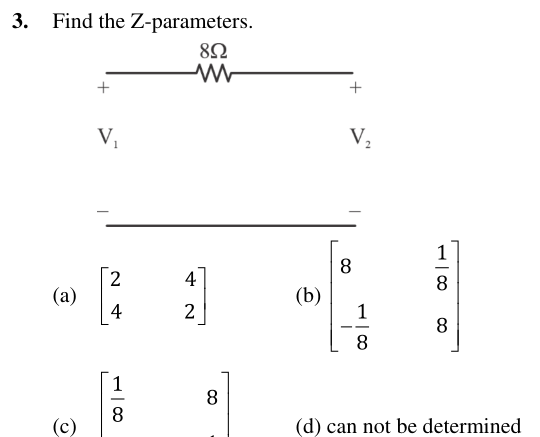 3. Find the Z-parameters.
8Ω
+ +
V₁ V₂
− −
(a) [2 4
4 2]
(b) [8 1/8
−1/8 8]
(c) [1/8 8
(d) can not be determined